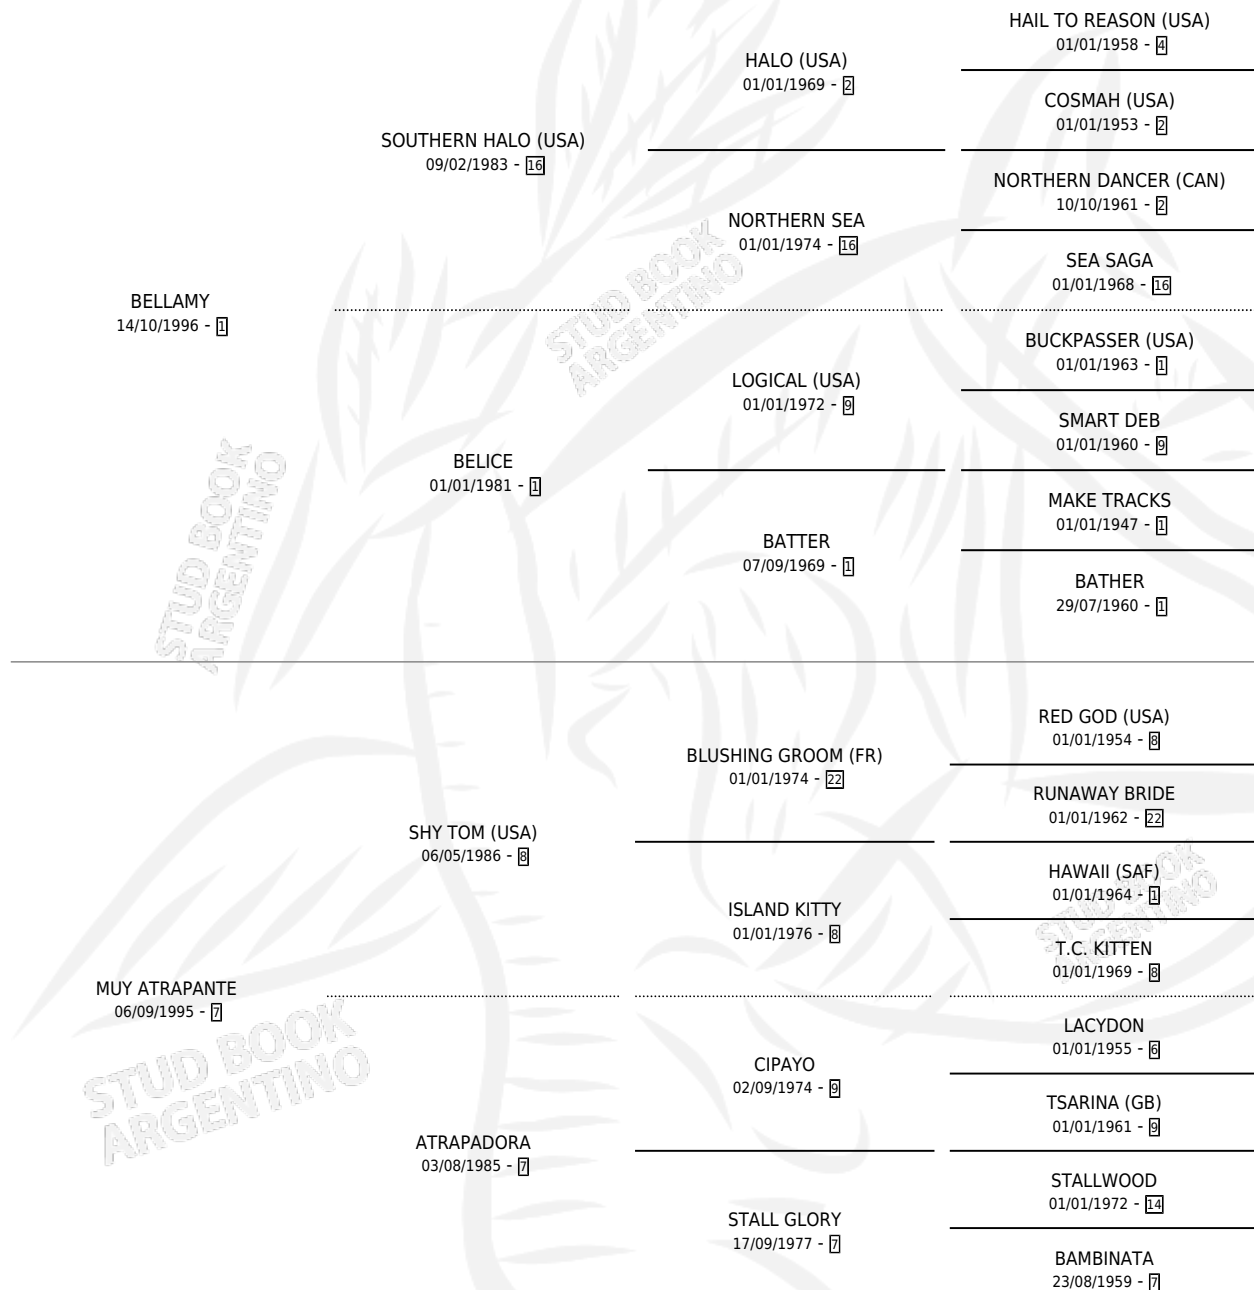 HAIL TO REASON (USA)
01/01/1958 - 4
HALO (USA)
01/01/1969 - 2
COSMAH (USA)
01/01/1953 - 2
SOUTHERN HALO (USA)
09/02/1983 - 16
NORTHERN DANCER (CAN)
10/10/1961 - 2
NORTHERN SEA
01/01/1974 - 16
SEA SAGA
01/01/1968 - 16
BELLAMY
14/10/1996 - 1
BUCKPASSER (USA)
01/01/1963 - 1
LOGICAL (USA)
01/01/1972 - 9
SMART DEB
01/01/1960 - 9
BELICE
01/01/1981 - 1
MAKE TRACKS
01/01/1947 - 1
BATTER
07/09/1969 - 1
BATHER
29/07/1960 - 1
STUD BOOK
ARGENTINO
STUD BOOK
ARGENTINO
RED GOD (USA)
01/01/1954 - 8
BLUSHING GROOM (FR)
01/01/1974 - 22
RUNAWAY BRIDE
01/01/1962 - 22
SHY TOM (USA)
06/05/1986 - 8
HAWAII (SAF)
01/01/1964 - 1
ISLAND KITTY
01/01/1976 - 8
T.C. KITTEN
01/01/1969 - 8
MUY ATRAPANTE
06/09/1995 - 7
LACYDON
01/01/1955 - 6
CIPAYO
02/09/1974 - 9
TSARINA (GB)
01/01/1961 - 9
ATRAPADORA
03/08/1985 - 7
STALLWOOD
01/01/1972 - 14
STALL GLORY
17/09/1977 - 7
BAMBINATA
23/08/1959 - 7
STUD BOOK
ARGENTINO
STUD BOOK
ARGENTINO